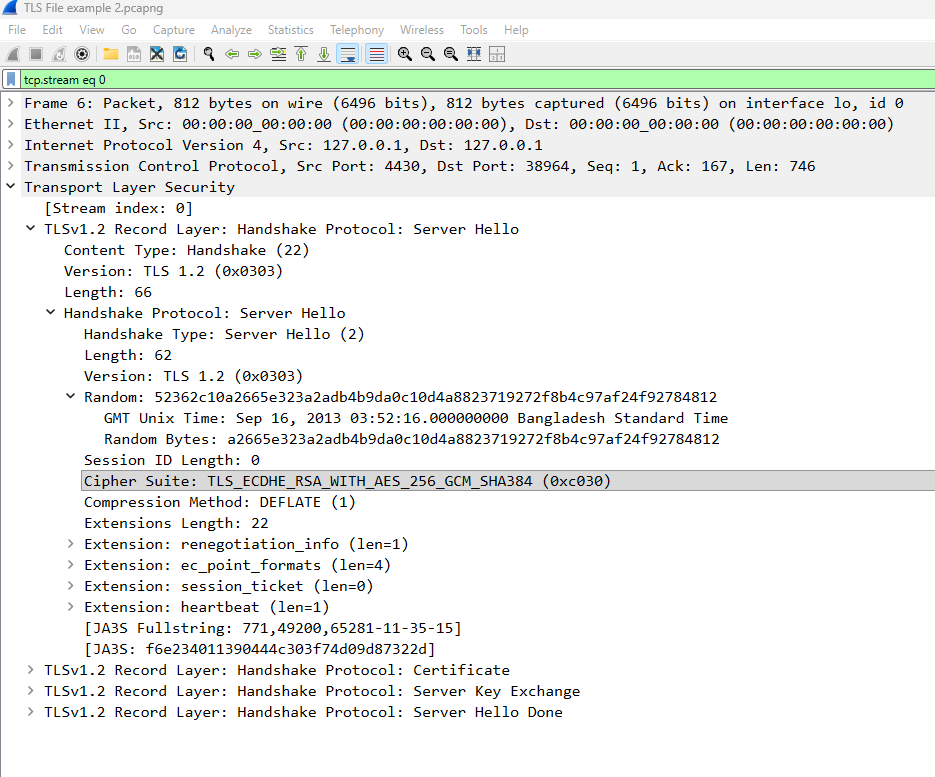 TLS File example 2.pcapng
File Edit View Go Capture Analyze Statistics Telephony Wireless Tools Help
tcp.stream eq 0
Frame 6: Packet, 812 bytes on wire (6496 bits), 812 bytes captured (6496 bits) on interface lo, id 0
Ethernet II, Src: 00:00:00_00:00:00 (00:00:00:00:00:00), Dst: 00:00:00_00:00:00 (00:00:00:00:00:00)
Internet Protocol Version 4, Src: 127.0.0.1, Dst: 127.0.0.1
Transmission Control Protocol, Src Port: 4430, Dst Port: 38964, Seq: 1, Ack: 167, Len: 746
Transport Layer Security
[Stream index: 0]
TLSv1.2 Record Layer: Handshake Protocol: Server Hello
Content Type: Handshake (22)
Version: TLS 1.2 (0x0303)
Length: 66
Handshake Protocol: Server Hello
Handshake Type: Server Hello (2)
Length: 62
Version: TLS 1.2 (0x0303)
Random: 52362c10a2665e323a2adb4b9da0c10d4a8823719272f8b4c97af24f92784812
GMT Unix Time: Sep 16, 2013 03:52:16.000000000 Bangladesh Standard Time
Random Bytes: a2665e323a2adb4b9da0c10d4a8823719272f8b4c97af24f92784812
Session ID Length: 0
Cipher Suite: TLS_ECDHE_RSA_WITH_AES_256_GCM_SHA384 (0xc030)
Compression Method: DEFLATE (1)
Extensions Length: 22
Extension: renegotiation_info (len=1)
Extension: ec_point_formats (len=4)
Extension: session_ticket (len=0)
Extension: heartbeat (len=1)
[JA3S Fullstring: 771,49200,65281-11-35-15]
[JA3S: f6e234011390444c303f74d09d87322d]
TLSv1.2 Record Layer: Handshake Protocol: Certificate
TLSv1.2 Record Layer: Handshake Protocol: Server Key Exchange
TLSv1.2 Record Layer: Handshake Protocol: Server Hello Done